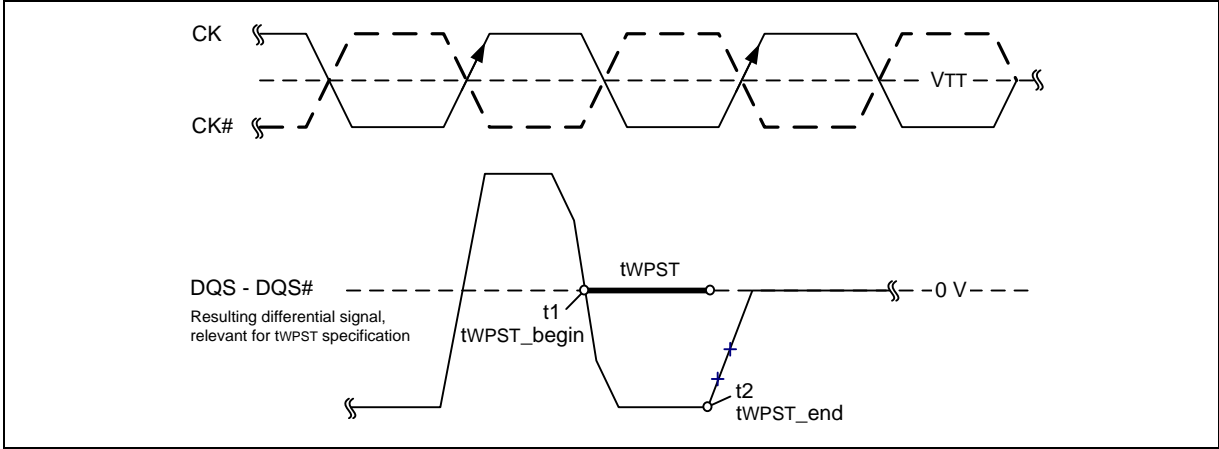 CK
VTT
CK#
tWPST
DQS - DQS#
0 V
Resulting differential signal,
relevant for tWPST specification
t1
tWPST_begin
t2
tWPST_end